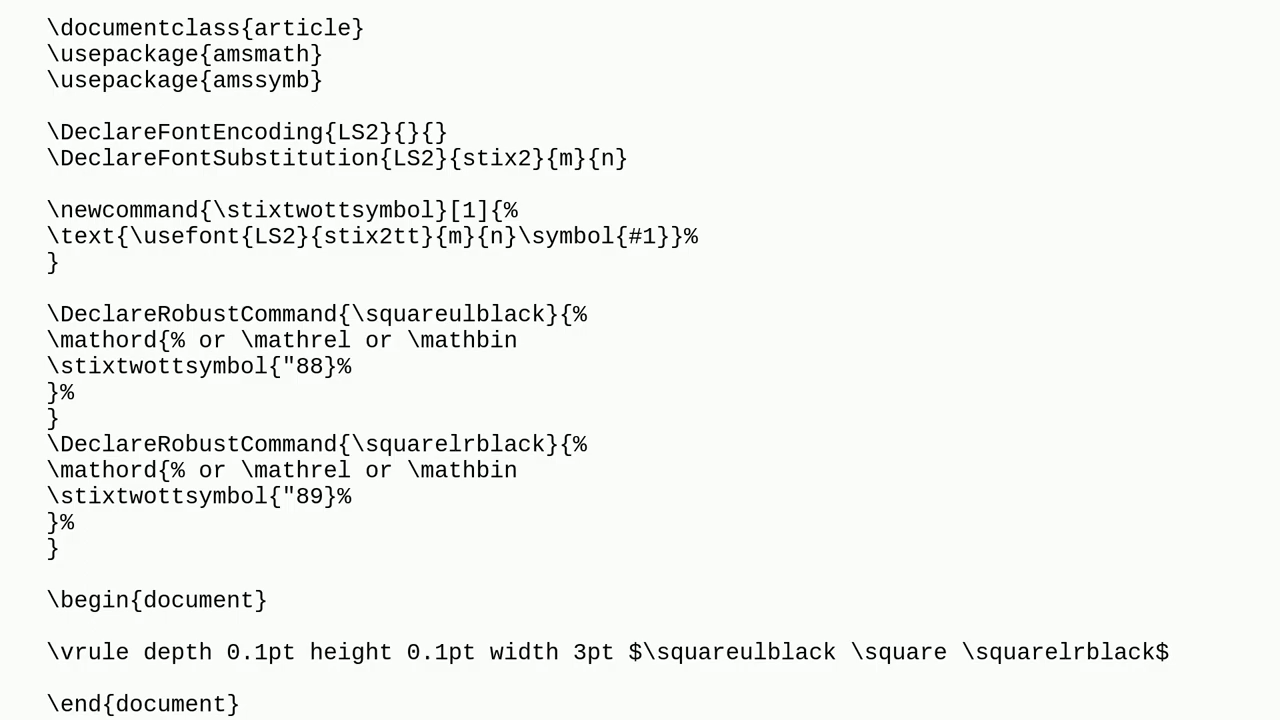 \documentclass{article}
\usepackage{amsmath}
\usepackage{amssymb}

\DeclareFontEncoding{LS2}{}{}
\DeclareFontSubstitution{LS2}{stix2}{m}{n}

\newcommand{\stixtwottsymbol}[1]{%
\text{\usefont{LS2}{stix2tt}{m}{n}\symbol{#1}}%
}

\DeclareRobustCommand{\squareulblack}{%
\mathord{% or \mathrel or \mathbin
\stixtwottsymbol{"88}%
}%
}
\DeclareRobustCommand{\squarelrblack}{%
\mathord{% or \mathrel or \mathbin
\stixtwottsymbol{"89}%
}%
}

\begin{document}

\vrule depth 0.1pt height 0.1pt width 3pt $\squareulblack \square \squarelrblack$

\end{document}